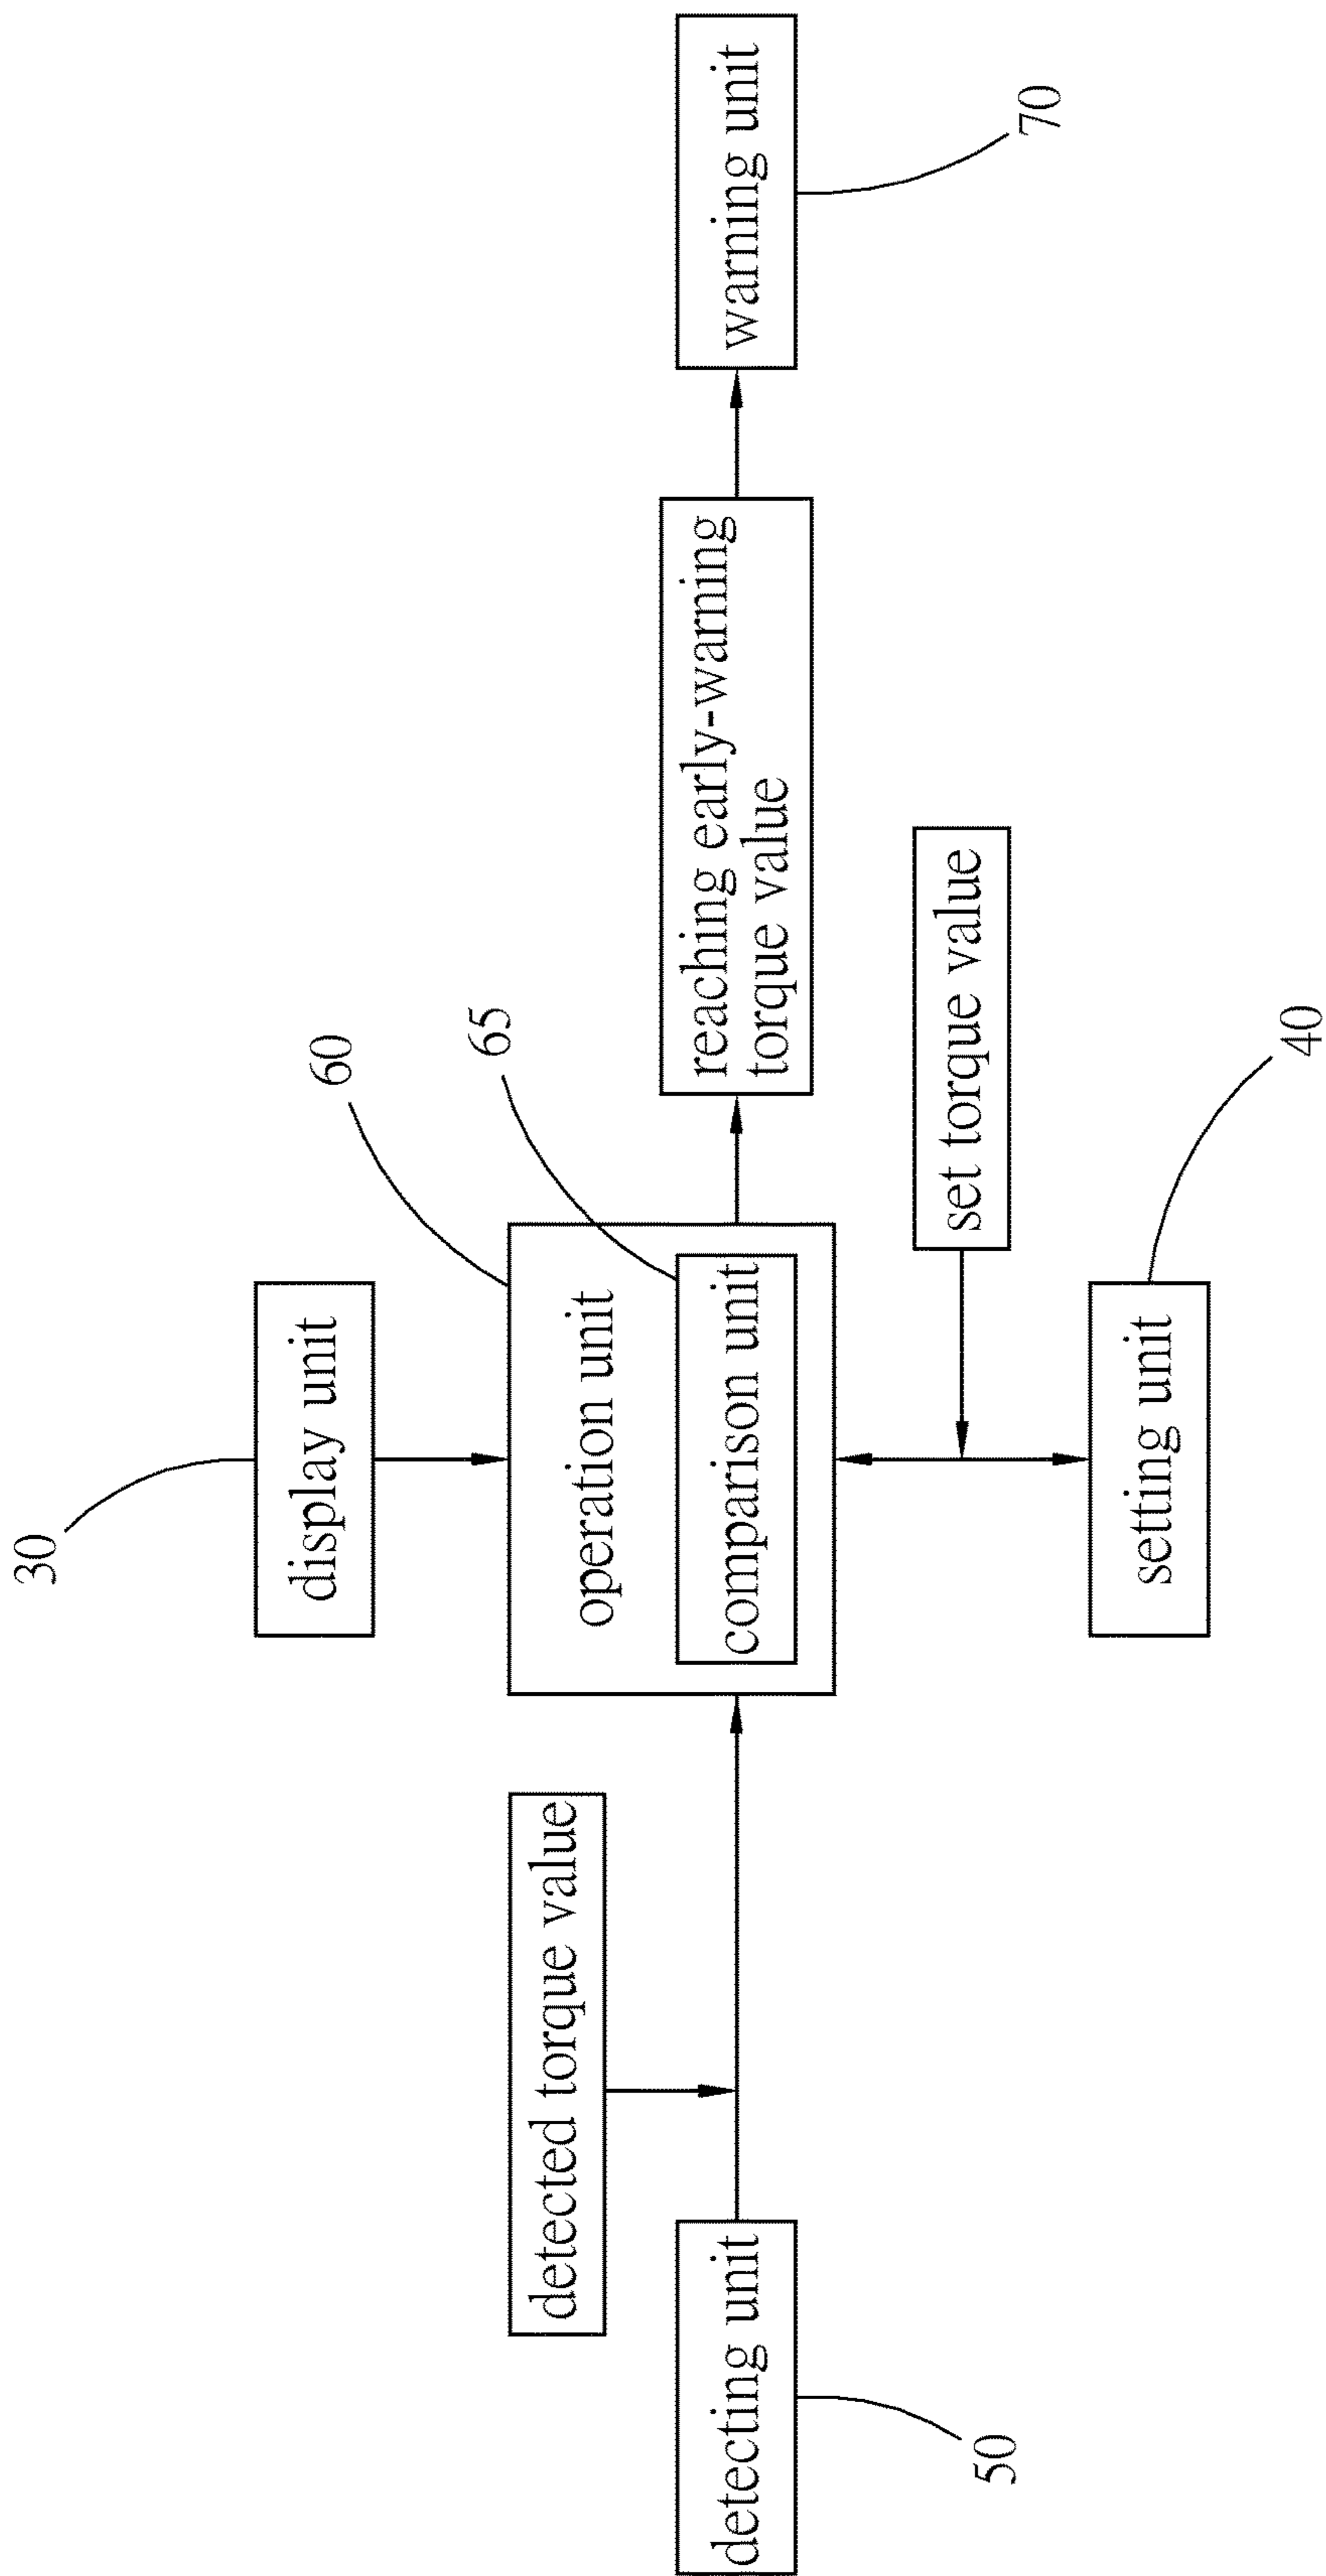 30
display unit
60
65
70
detected torque value
operation unit
reaching early-warning
torque value
warning unit
detecting unit
comparison unit
50
set torque value
setting unit
40